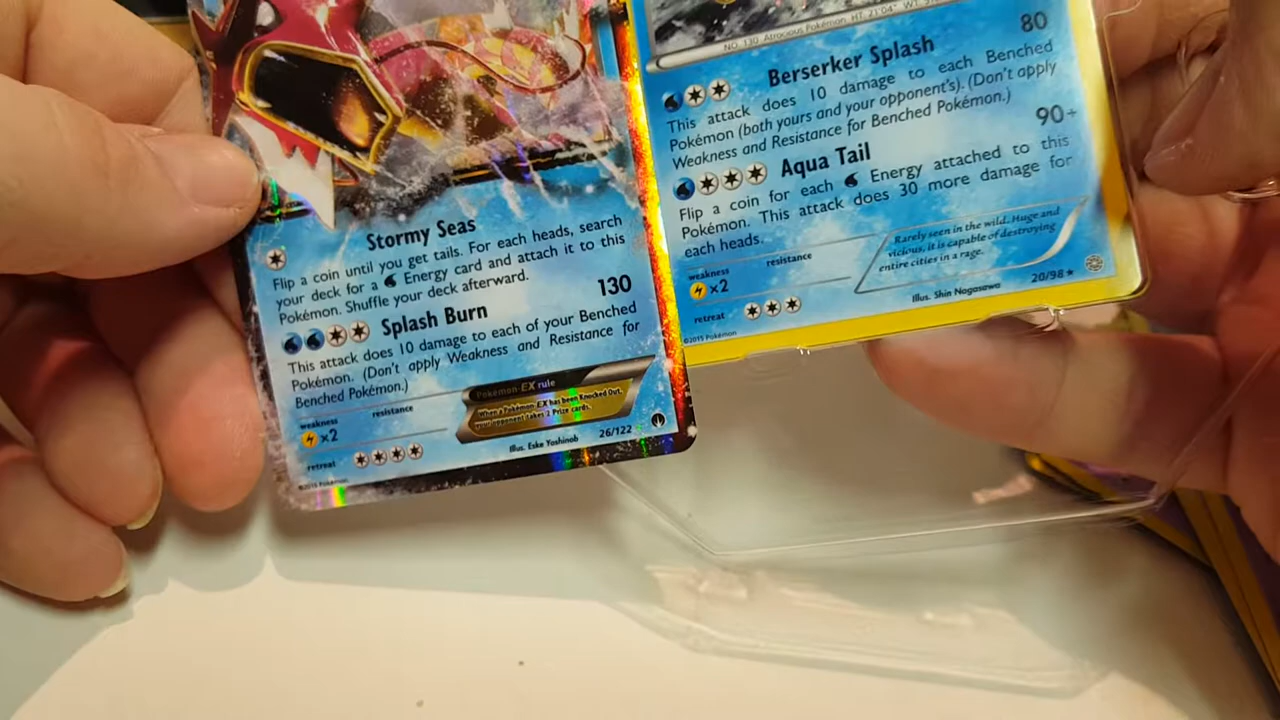 Stormy Seas
Flip a coin until you get tails. For each heads, search
your deck for a Energy card and attach it to this
Pokémon. Shuffle your deck afterward.
Splash Burn 130
This attack does 10 damage to each of your Benched
Pokémon. (Don't apply Weakness and Resistance for
Benched Pokémon.)
weakness
×2
resistance
Pokémon-EX rule
When a Pokémon-EX has been Knocked Out,
your opponent takes 2 Prize cards.
retreat
Illus. Eske Yoshinob 26/122
©2015 Pokémon
NO. 130 Atrocious Pokémon HT: 21'04"
Berserker Splash 80
This attack does 10 damage to each Benched
Pokémon (both yours and your opponent's). (Don't apply
Weakness and Resistance for Benched Pokémon.)
Aqua Tail 90+
Flip a coin for each Energy attached to this
Pokémon. This attack does 30 more damage for
each heads.
weakness
×2
resistance
Rarely seen in the wild. Huge and
vicious, it is capable of destroying
entire cities in a rage.
retreat
Illus. Shin Nagasawa 20/98★
©2015 Pokémon